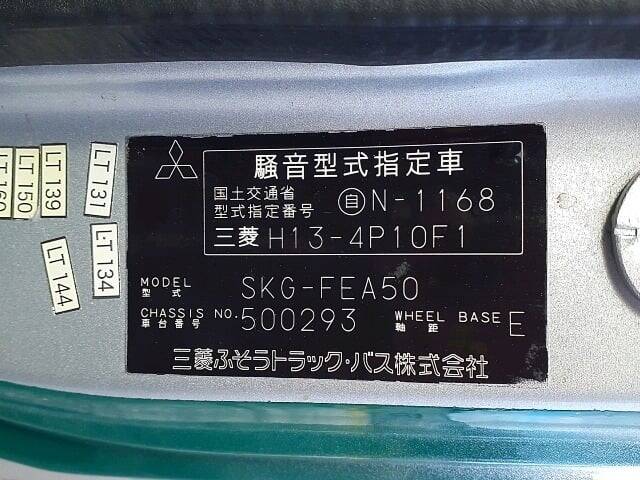 騒音型式指定車
国土交通省
型式指定番号 自N-1168
三菱 H13-4P10F1
MODEL
型式 SKG-FEA50
CHASSIS NO.
車台番号 500293 WHEEL BASE
軸距 E
三菱ふそうトラック・バス株式会社
LT 150
LT 139
LT 131
LT 144
LT 134